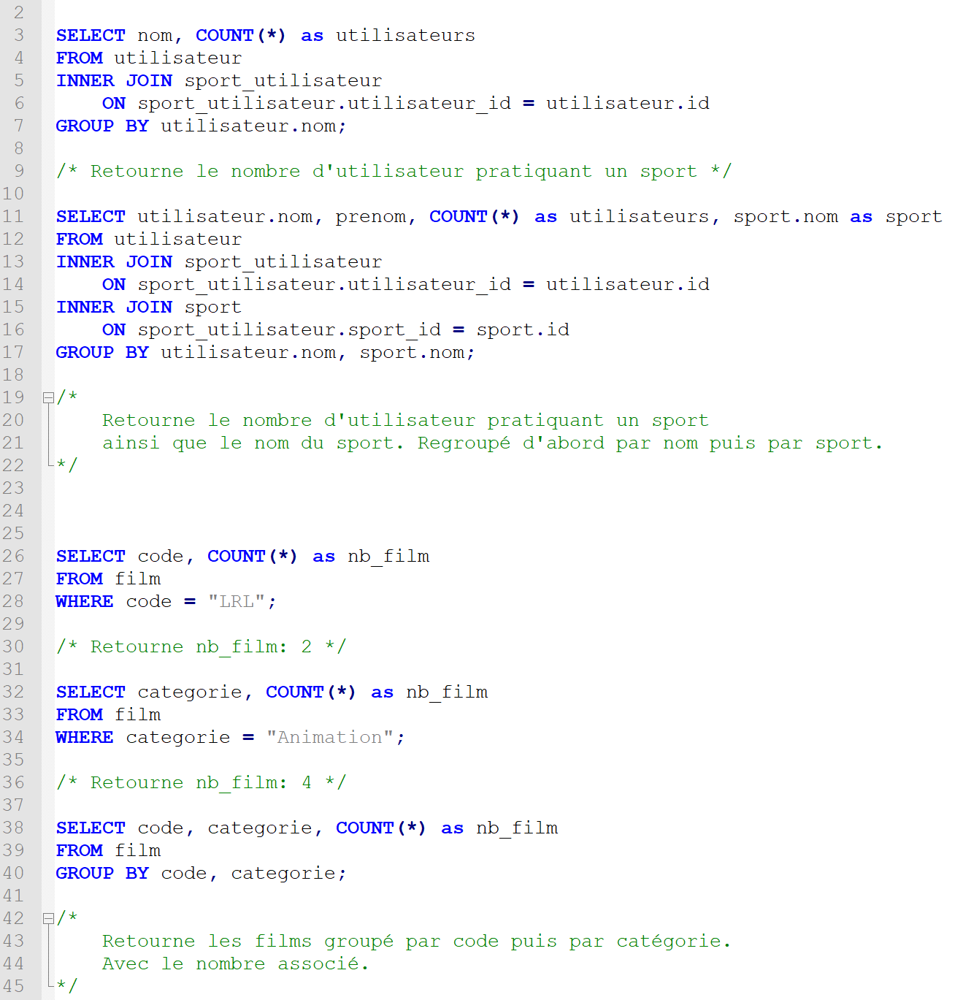 2
3 SELECT nom, COUNT(*) as utilisateurs
4 FROM utilisateur
5 INNER JOIN sport_utilisateur
6 ON sport_utilisateur.utilisateur_id = utilisateur.id
7 GROUP BY utilisateur.nom;
8
9 /* Retourne le nombre d'utilisateur pratiquant un sport */
10
11 SELECT utilisateur.nom, prenom, COUNT(*) as utilisateurs, sport.nom as sport
12 FROM utilisateur
13 INNER JOIN sport_utilisateur
14 ON sport_utilisateur.utilisateur_id = utilisateur.id
15 INNER JOIN sport
16 ON sport_utilisateur.sport_id = sport.id
17 GROUP BY utilisateur.nom, sport.nom;
18
19 /*
20 Retourne le nombre d'utilisateur pratiquant un sport
21 ainsi que le nom du sport. Regroupé d'abord par nom puis par sport.
22 */
23
24
25
26 SELECT code, COUNT(*) as nb_film
27 FROM film
28 WHERE code = "LRL";
29
30 /* Retourne nb_film: 2 */
31
32 SELECT categorie, COUNT(*) as nb_film
33 FROM film
34 WHERE categorie = "Animation";
35
36 /* Retourne nb_film: 4 */
37
38 SELECT code, categorie, COUNT(*) as nb_film
39 FROM film
40 GROUP BY code, categorie;
41
42 /*
43 Retourne les films groupé par code puis par catégorie.
44 Avec le nombre associé.
45 */